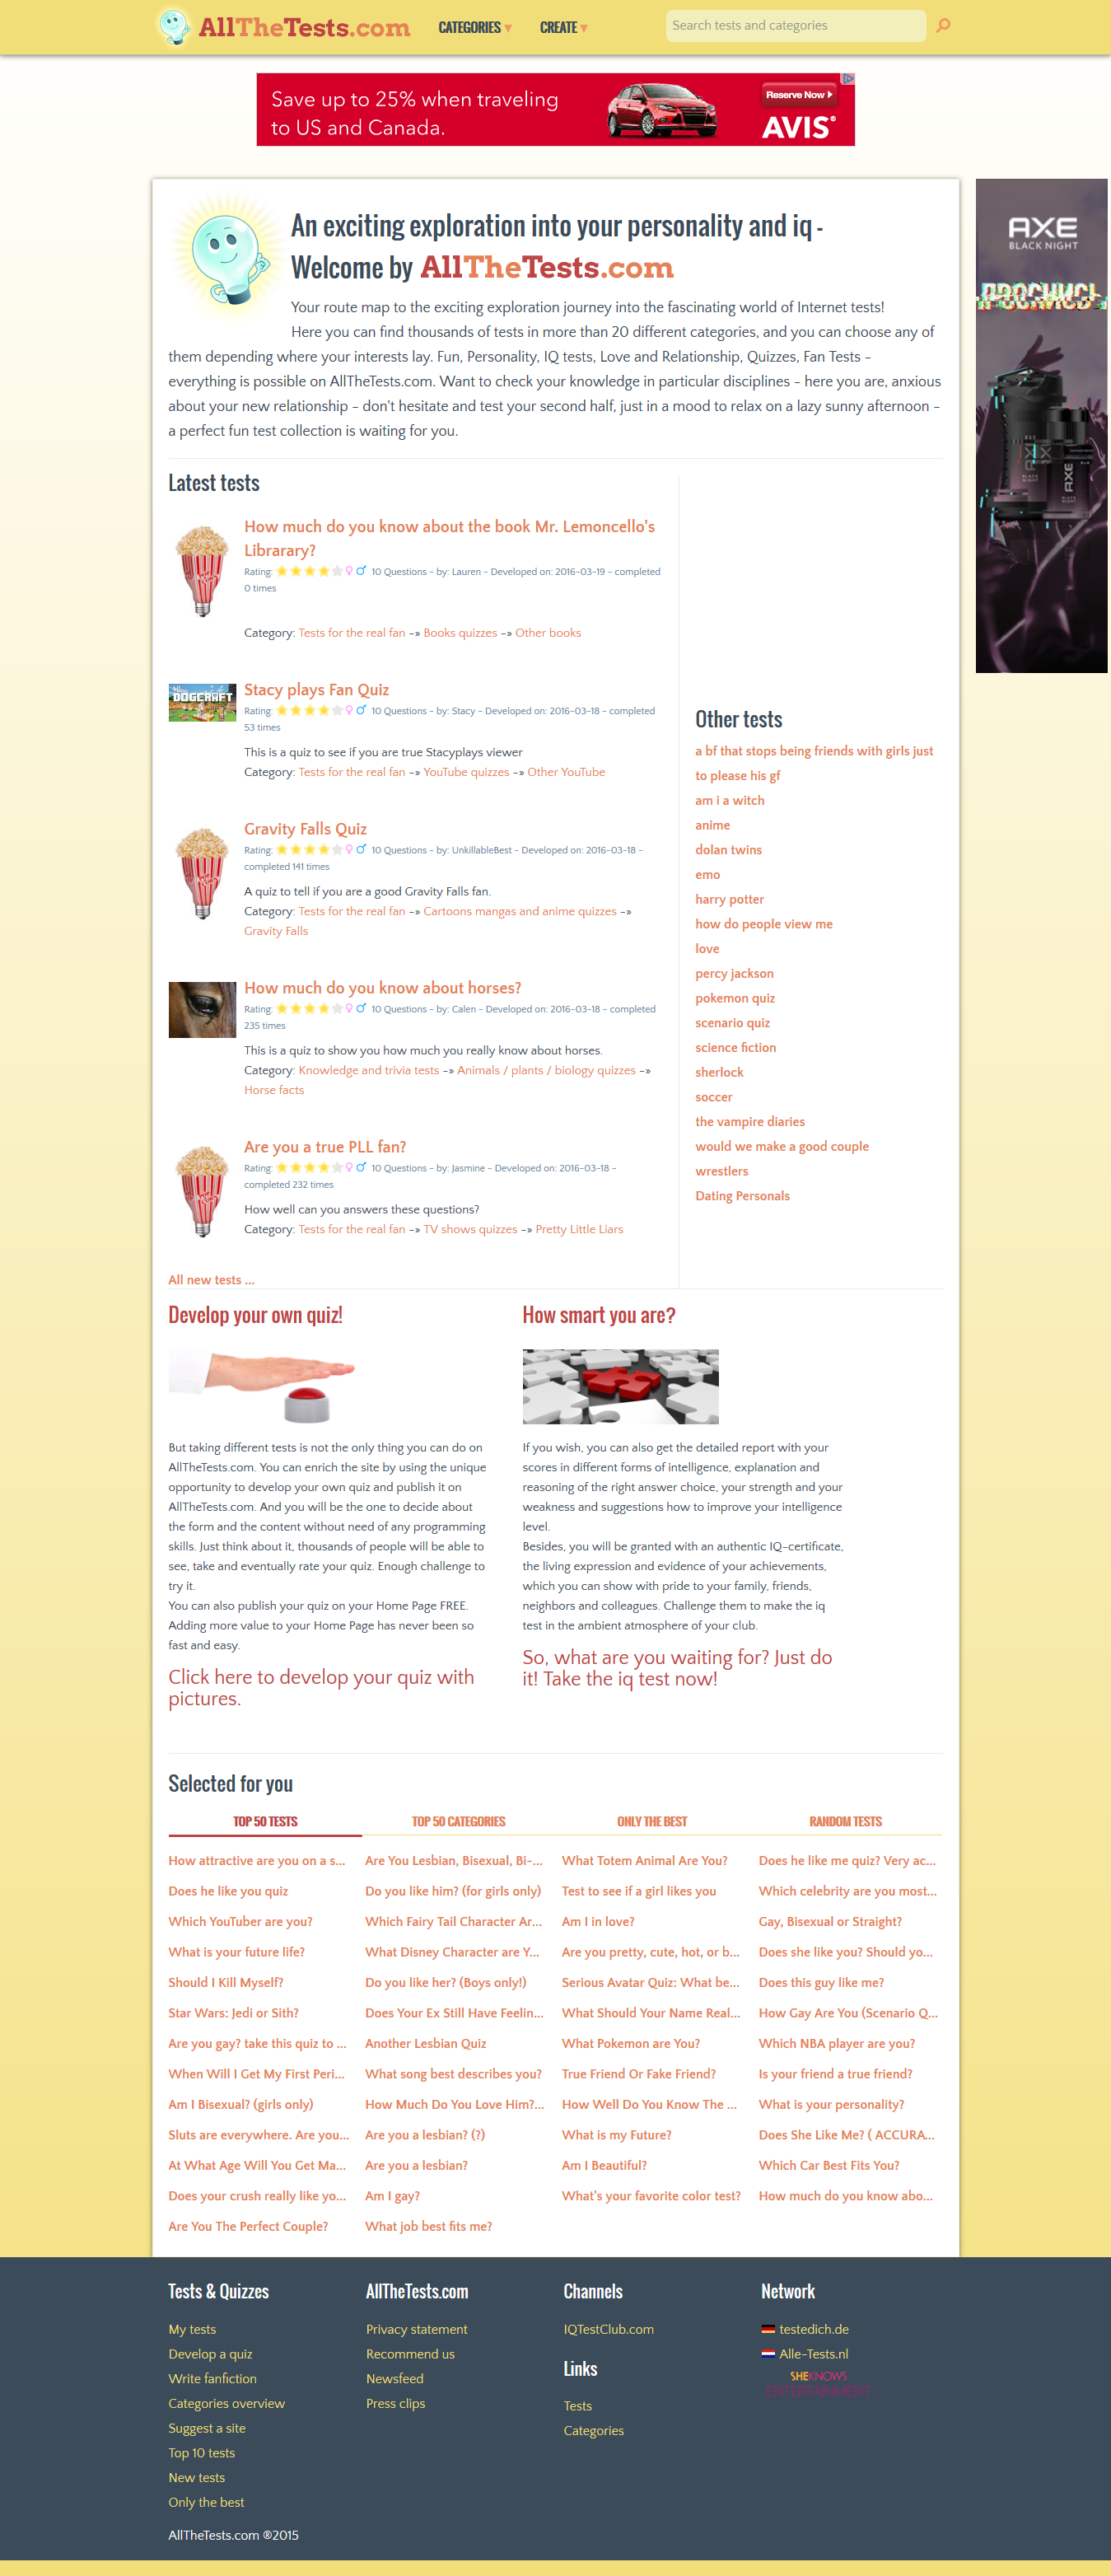 AllTheTests.com
CATEGORIES ▾
CREATE ▾
Search tests and categories
Save up to 25% when traveling
to US and Canada.
Reserve Now
AVIS®
An exciting exploration into your personality and iq -
Welcome by AllTheTests.com
Your route map to the exciting exploration journey into the fascinating world of Internet tests!
Here you can find thousands of tests in more than 20 different categories, and you can choose any of
them depending where your interests lay. Fun, Personality, IQ tests, Love and Relationship, Quizzes, Fan Tests –
everything is possible on AllTheTests.com. Want to check your knowledge in particular disciplines – here you are, anxious
about your new relationship – don't hesitate and test your second half, just in a mood to relax on a lazy sunny afternoon –
a perfect fun test collection is waiting for you.
AXE
BLACK NIGHT
Latest tests
How much do you know about the book Mr. Lemoncello's
Librarary?
Rating: 10 Questions - by: Lauren - Developed on: 2016-03-19 - completed
0 times
Category: Tests for the real fan -» Books quizzes -» Other books
DOGCRAFT
Stacy plays Fan Quiz
Rating: 10 Questions - by: Stacy - Developed on: 2016-03-18 - completed
53 times
This is a quiz to see if you are true Stacyplays viewer
Category: Tests for the real fan -» YouTube quizzes -» Other YouTube
Gravity Falls Quiz
Rating: 10 Questions - by: UnkillableBest - Developed on: 2016-03-18 -
completed 141 times
A quiz to tell if you are a good Gravity Falls fan.
Category: Tests for the real fan -» Cartoons mangas and anime quizzes -»
Gravity Falls
How much do you know about horses?
Rating: 10 Questions - by: Calen - Developed on: 2016-03-18 - completed
235 times
This is a quiz to show you how much you really know about horses.
Category: Knowledge and trivia tests -» Animals / plants / biology quizzes -»
Horse facts
Are you a true PLL fan?
Rating: 10 Questions - by: Jasmine - Developed on: 2016-03-18 -
completed 232 times
How well can you answers these questions?
Category: Tests for the real fan -» TV shows quizzes -» Pretty Little Liars
All new tests ...
Other tests
a bf that stops being friends with girls just
to please his gf
am i a witch
anime
dolan twins
emo
harry potter
how do people view me
love
percy jackson
pokemon quiz
scenario quiz
science fiction
sherlock
soccer
the vampire diaries
would we make a good couple
wrestlers
Dating Personals
Develop your own quiz!
But taking different tests is not the only thing you can do on
AllTheTests.com. You can enrich the site by using the unique
opportunity to develop your own quiz and publish it on
AllTheTests.com. And you will be the one to decide about
the form and the content without need of any programming
skills. Just think about it, thousands of people will be able to
see, take and eventually rate your quiz. Enough challenge to
try it.
You can also publish your quiz on your Home Page FREE.
Adding more value to your Home Page has never been so
fast and easy.
Click here to develop your quiz with
pictures.
How smart you are?
If you wish, you can also get the detailed report with your
scores in different forms of intelligence, explanation and
reasoning of the right answer choice, your strength and your
weakness and suggestions how to improve your intelligence
level.
Besides, you will be granted with an authentic IQ-certificate,
the living expression and evidence of your achievements,
which you can show with pride to your family, friends,
neighbors and colleagues. Challenge them to make the iq
test in the ambient atmosphere of your club.
So, what are you waiting for? Just do
it! Take the iq test now!
Selected for you
TOP 50 TESTS
TOP 50 CATEGORIES
ONLY THE BEST
RANDOM TESTS
How attractive are you on a s...
Does he like you quiz
Which YouTuber are you?
What is your future life?
Should I Kill Myself?
Star Wars: Jedi or Sith?
Are you gay? take this quiz to ...
When Will I Get My First Peri...
Am I Bisexual? (girls only)
Sluts are everywhere. Are you...
At What Age Will You Get Ma...
Does your crush really like yo...
Are You The Perfect Couple?
Are You Lesbian, Bisexual, Bi-...
Do you like him? (for girls only)
Which Fairy Tail Character Ar...
What Disney Character are Y...
Do you like her? (Boys only!)
Does Your Ex Still Have Feelin...
Another Lesbian Quiz
What song best describes you?
How Much Do You Love Him?...
Are you a lesbian? (?)
Are you a lesbian?
Am I gay?
What job best fits me?
What Totem Animal Are You?
Test to see if a girl likes you
Am I in love?
Are you pretty, cute, hot, or b...
Serious Avatar Quiz: What be...
What Should Your Name Real...
What Pokemon are You?
True Friend Or Fake Friend?
How Well Do You Know The ...
What is my Future?
Am I Beautiful?
What's your favorite color test?
Does he like me quiz? Very ac...
Which celebrity are you most...
Gay, Bisexual or Straight?
Does she like you? Should yo...
Does this guy like me?
How Gay Are You (Scenario Q...
Which NBA player are you?
Is your friend a true friend?
What is your personality?
Does She Like Me? ( ACCURA...
Which Car Best Fits You?
How much do you know abo...
Tests & Quizzes
My tests
Develop a quiz
Write fanfiction
Categories overview
Suggest a site
Top 10 tests
New tests
Only the best
AllTheTests.com ®2015
AllTheTests.com
Privacy statement
Recommend us
Newsfeed
Press clips
Channels
IQTestClub.com
Links
Tests
Categories
Network
testedich.de
Alle-Tests.nl
SHEKNOWS
ENTERTAINMENT